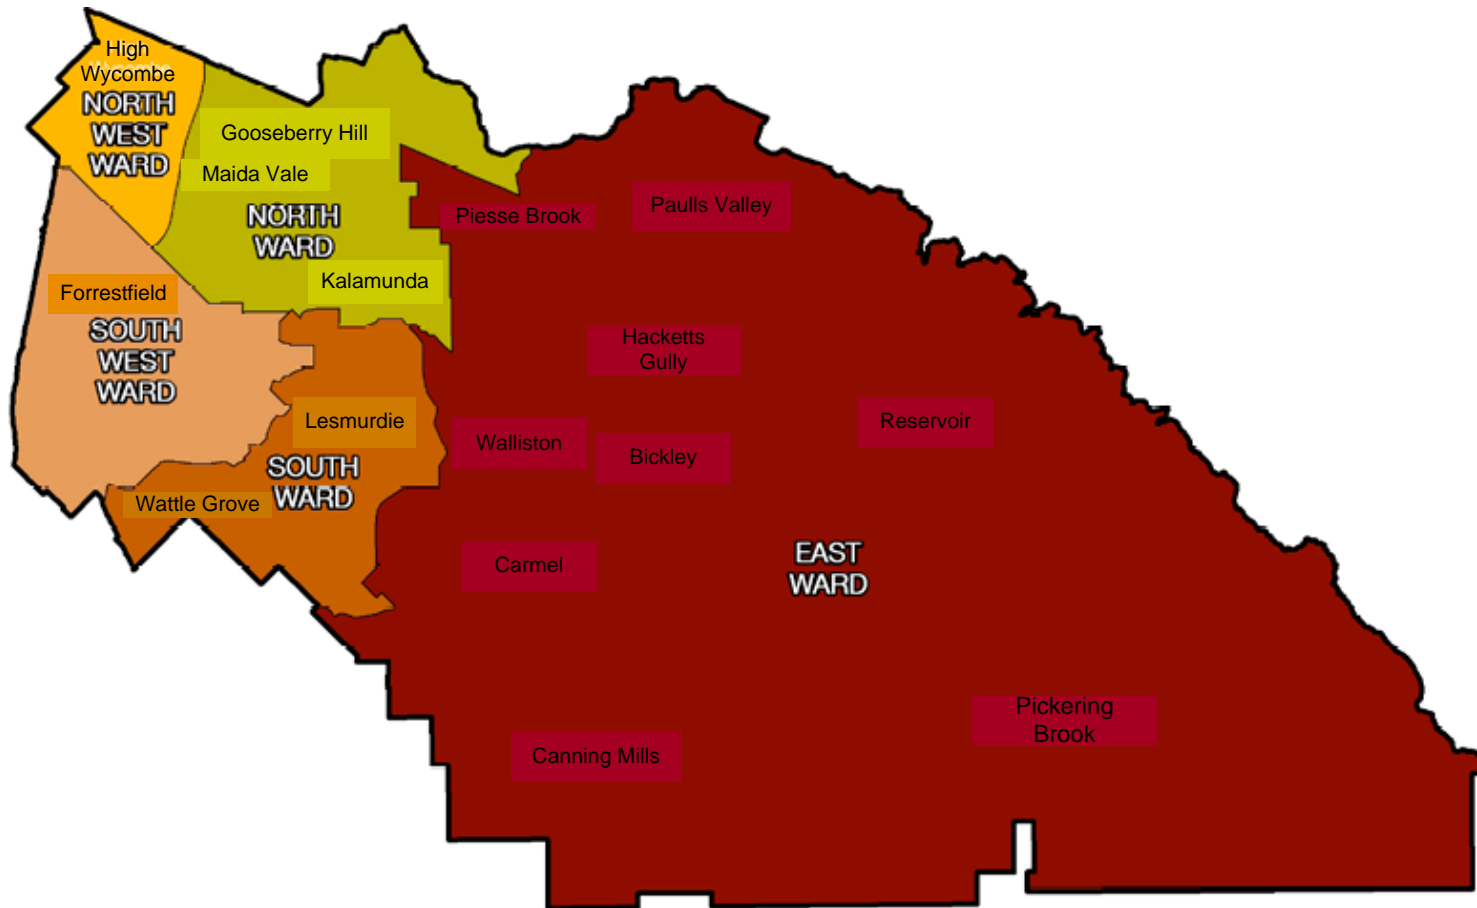 High
Wycombe
NORTH
WEST
WARD
Gooseberry Hill
Maida Vale
NORTH
WARD
Kalamunda
Piesse Brook
Paulls Valley
Forrestfield
SOUTH
WEST
WARD
Hacketts
Gully
Lesmurdie
Walliston
Bickley
Reservoir
SOUTH
WARD
Wattle Grove
Carmel
EAST
WARD
Pickering
Brook
Canning Mills